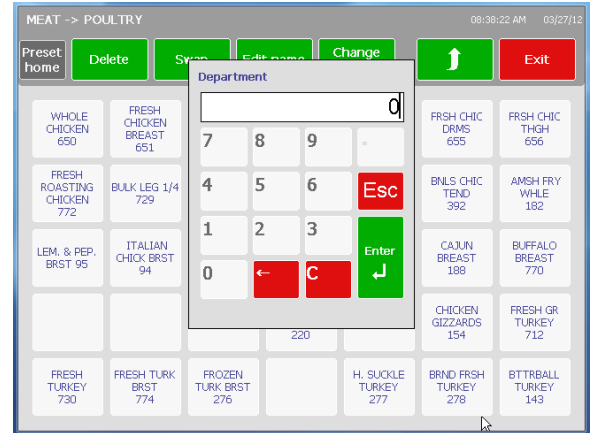 MEAT -> POULTRY 08:38:22 AM 03/27/12
Preset
home
Delete
Edit name
Change
Exit
Department
0
7 8 9 .
4 5 6 Esc
1 2 3
Enter
0 ← C
WHOLE
CHICKEN
650
FRESH
CHICKEN
BREAST
651
FRSH CHIC
DRMS
655
FRSH CHIC
THGH
656
FRESH
ROASTING
CHICKEN
772
BULK LEG 1/4
729
BNLS CHIC
TEND
392
AMSH FRY
WHLE
182
LEM. & PEP.
BRST 95
ITALIAN
CHICK BRST
94
CAJUN
BREAST
188
BUFFALO
BREAST
770
220
CHICKEN
GIZZARDS
154
FRESH GR
TURKEY
712
FRESH
TURKEY
730
FRESH TURK
BRST
774
FROZEN
TURK BRST
276
H. SUCKLE
TURKEY
277
BRND FRSH
TURKEY
278
BTTRBALL
TURKEY
143